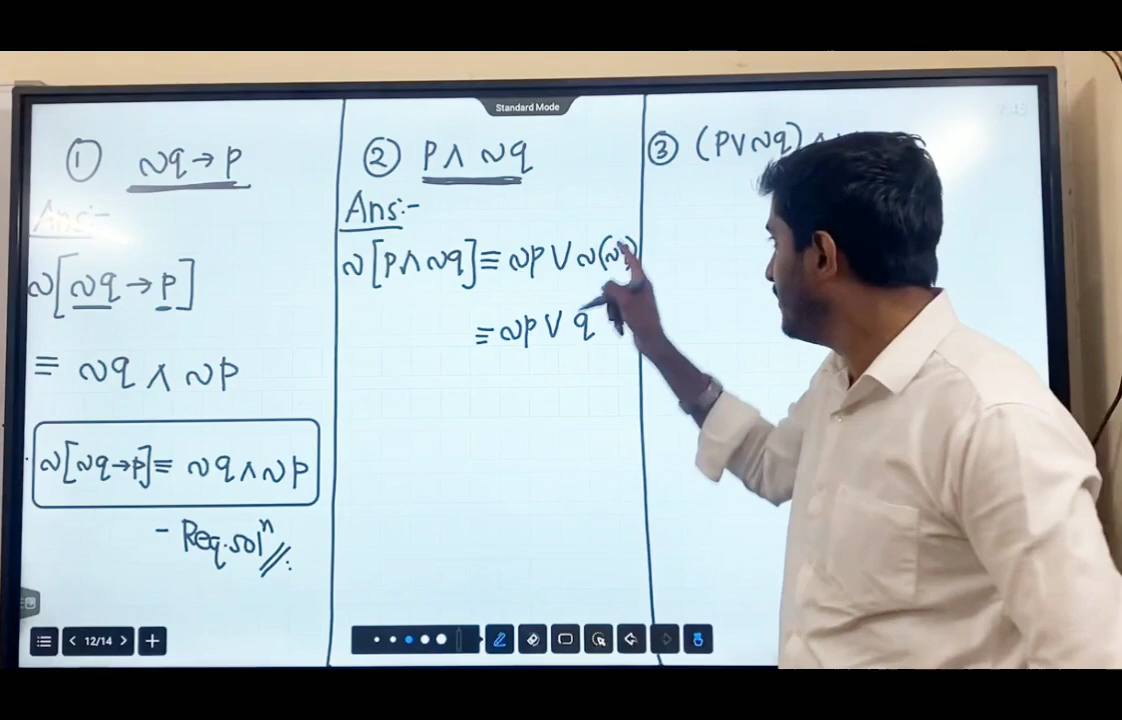 Standard Mode
① ~q → p
Ans:-
~[~q → p]
≡ ~q ∧ ~p
~[~q→p] ≡ ~q ∧ ~p
- Req. solⁿ //.
② P ∧ ~q
Ans:-
~[P ∧ ~q] ≡ ~p ∨ ~(~
≡ ~p ∨ q
③ (P ∨ ~q) ∧
12/14